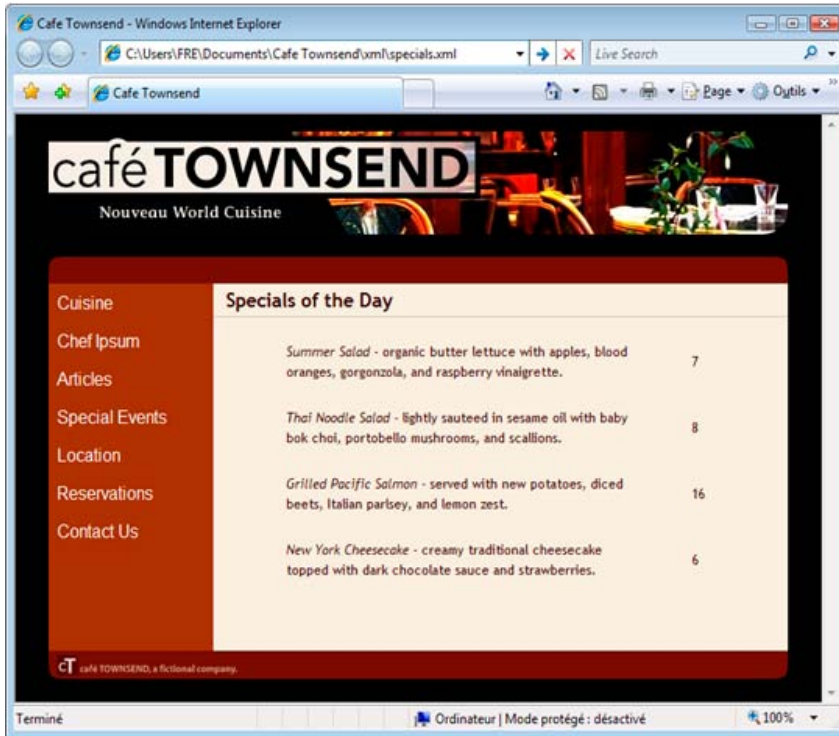 Cafe Townsend - Windows Internet Explorer
C:\Users\FRE\Documents\Cafe Townsend\xml\specials.xml
Live Search
Cafe Townsend
Page
Outils
café TOWNSEND
Nouveau World Cuisine
Cuisine
Chef Ipsum
Articles
Special Events
Location
Reservations
Contact Us
Specials of the Day
Summer Salad - organic butter lettuce with apples, blood
oranges, gorgonzola, and raspberry vinaigrette.
7
Thai Noodle Salad - lightly sauteed in sesame oil with baby
bok choi, portobello mushrooms, and scallions.
8
Grilled Pacific Salmon - served with new potatoes, diced
beets, Italian parlsey, and lemon zest.
16
New York Cheesecake - creamy traditional cheesecake
topped with dark chocolate sauce and strawberries.
6
cT café TOWNSEND, a fictional company.
Terminé
Ordinateur | Mode protégé : désactivé
100%